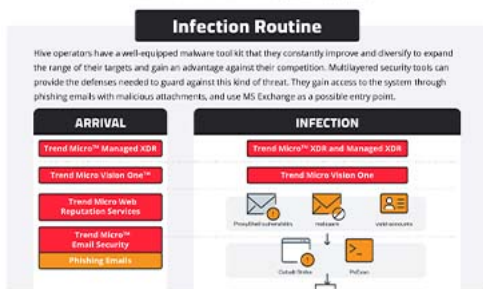 Infection Routine
Hive operators have a well-equipped malware tool kit that they constantly improve and diversify to expand
the range of their targets and gain an advantage against their competition. Multilayered security tools can
provide the defenses needed to guard against this kind of threat. They gain access to the system through
phishing emails with malicious attachments, and use MS Exchange as a possible entry point.
ARRIVAL
Trend Micro™ Managed XDR
Trend Micro Vision One™
Trend Micro Web
Reputation Services
Trend Micro™
Email Security
Phishing Emails
INFECTION
Trend Micro™ XDR and Managed XDR
Trend Micro Vision One
malspam
valid accounts
Cobalt Strike
PsExec